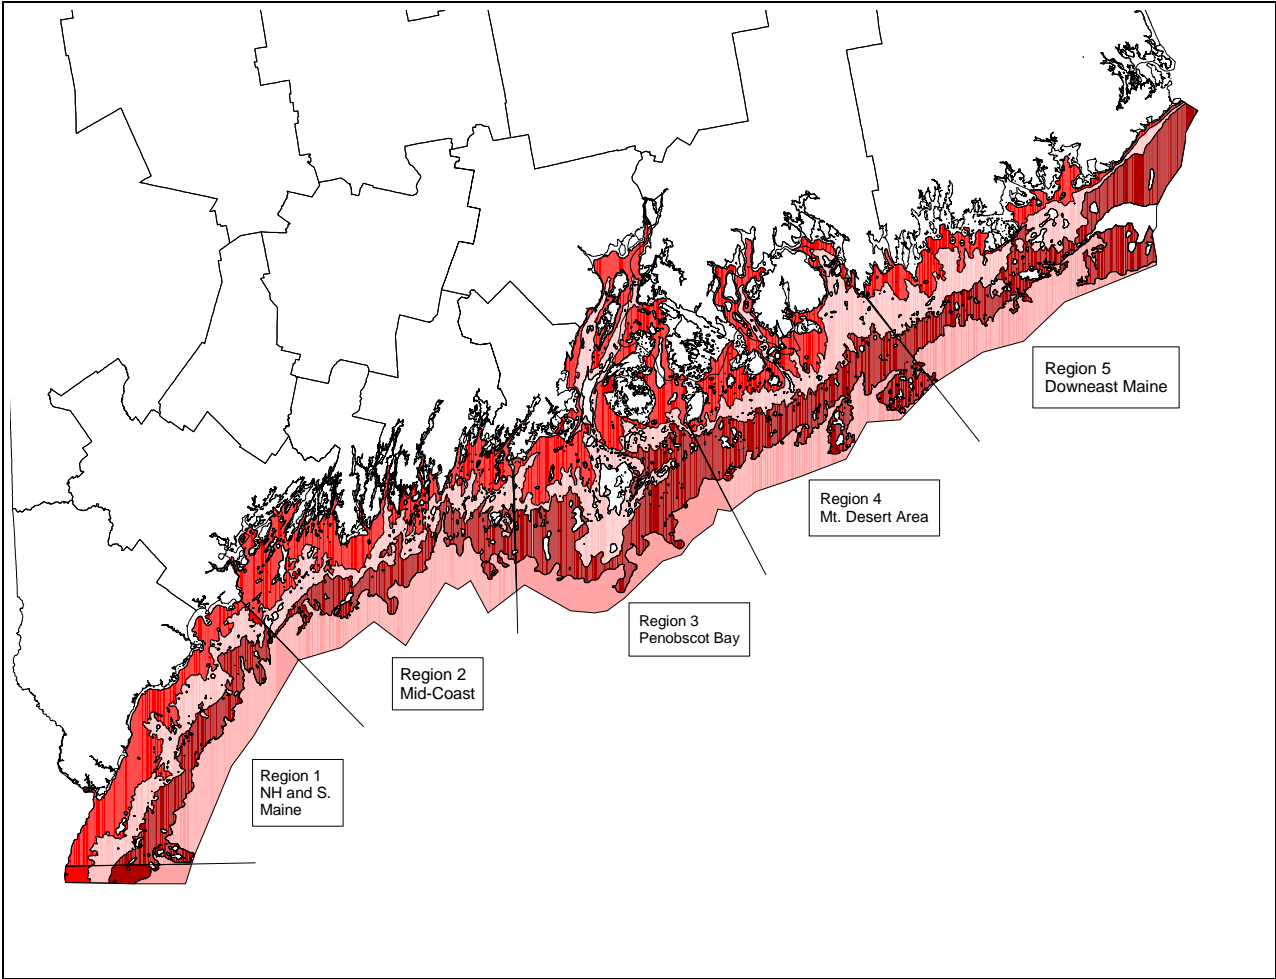 Region 5
Downeast Maine
Region 4
Mt. Desert Area
Region 3
Penobscot Bay
Region 2
Mid-Coast
Region 1
NH and S.
Maine